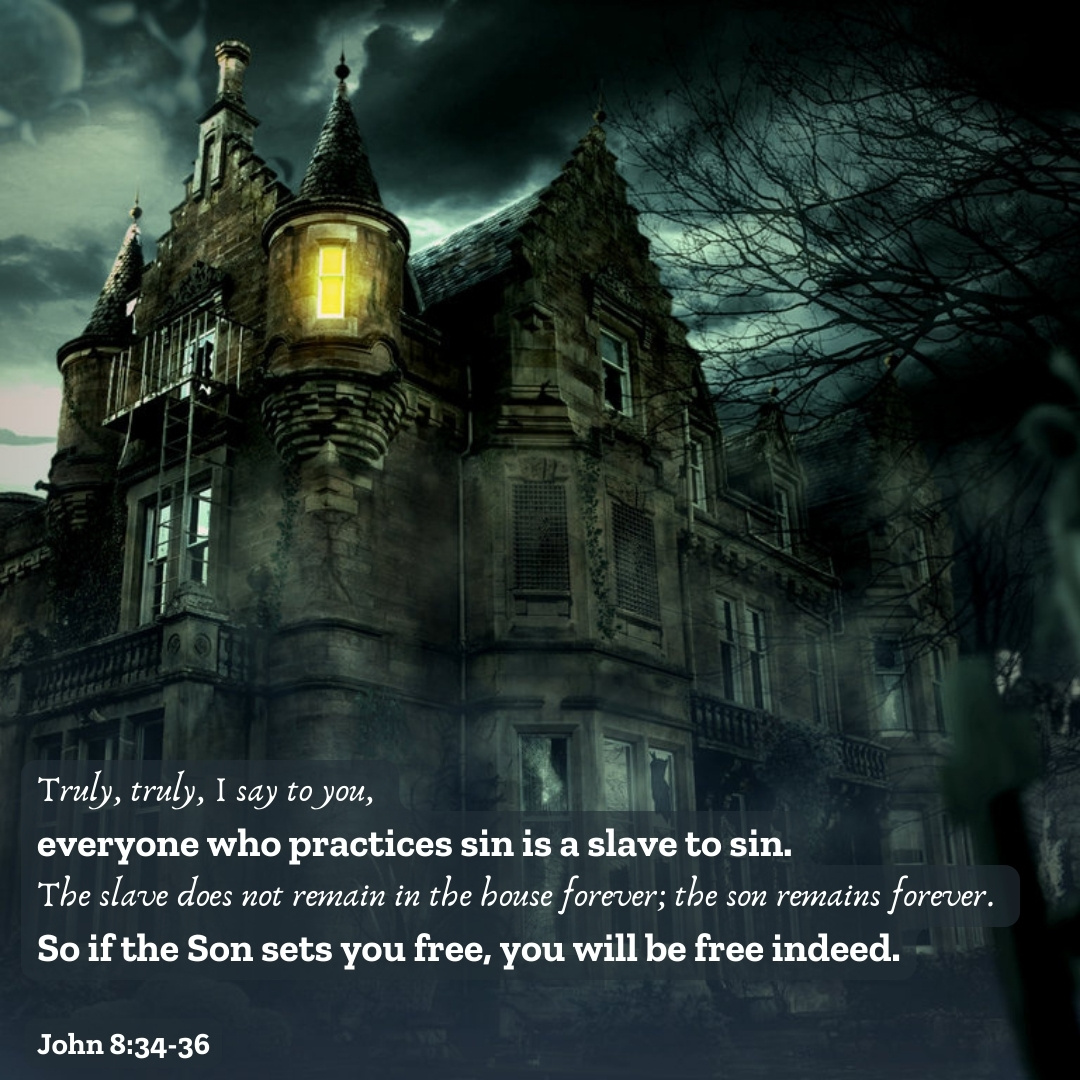 Truly, truly, I say to you,
everyone who practices sin is a slave to sin.
The slave does not remain in the house forever; the son remains forever.
So if the Son sets you free, you will be free indeed.
John 8:34-36